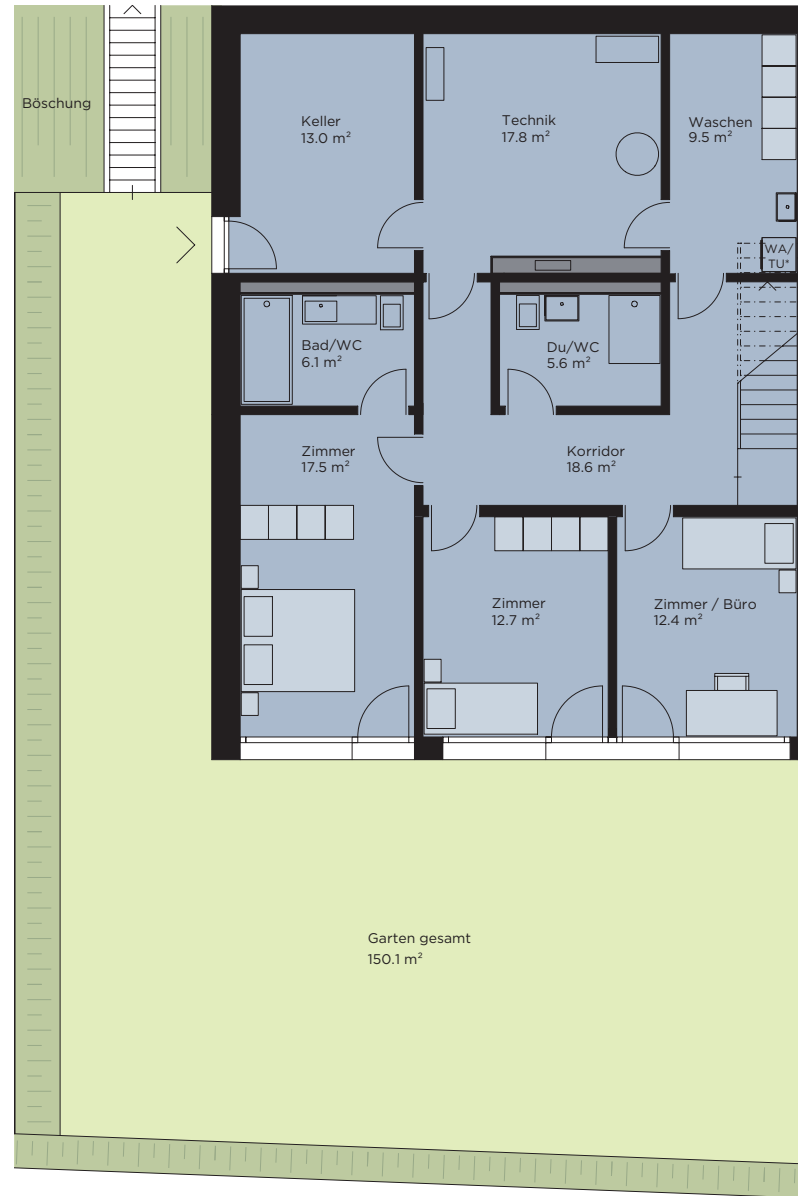 Böschung
Keller
13.0 m²
Technik
17.8 m²
Waschen
9.5 m²
WA/
TU*
Bad/WC
6.1 m²
Du/WC
5.6 m²
Zimmer
17.5 m²
Korridor
18.6 m²
Zimmer
12.7 m²
Zimmer / Büro
12.4 m²
Garten gesamt
150.1 m²